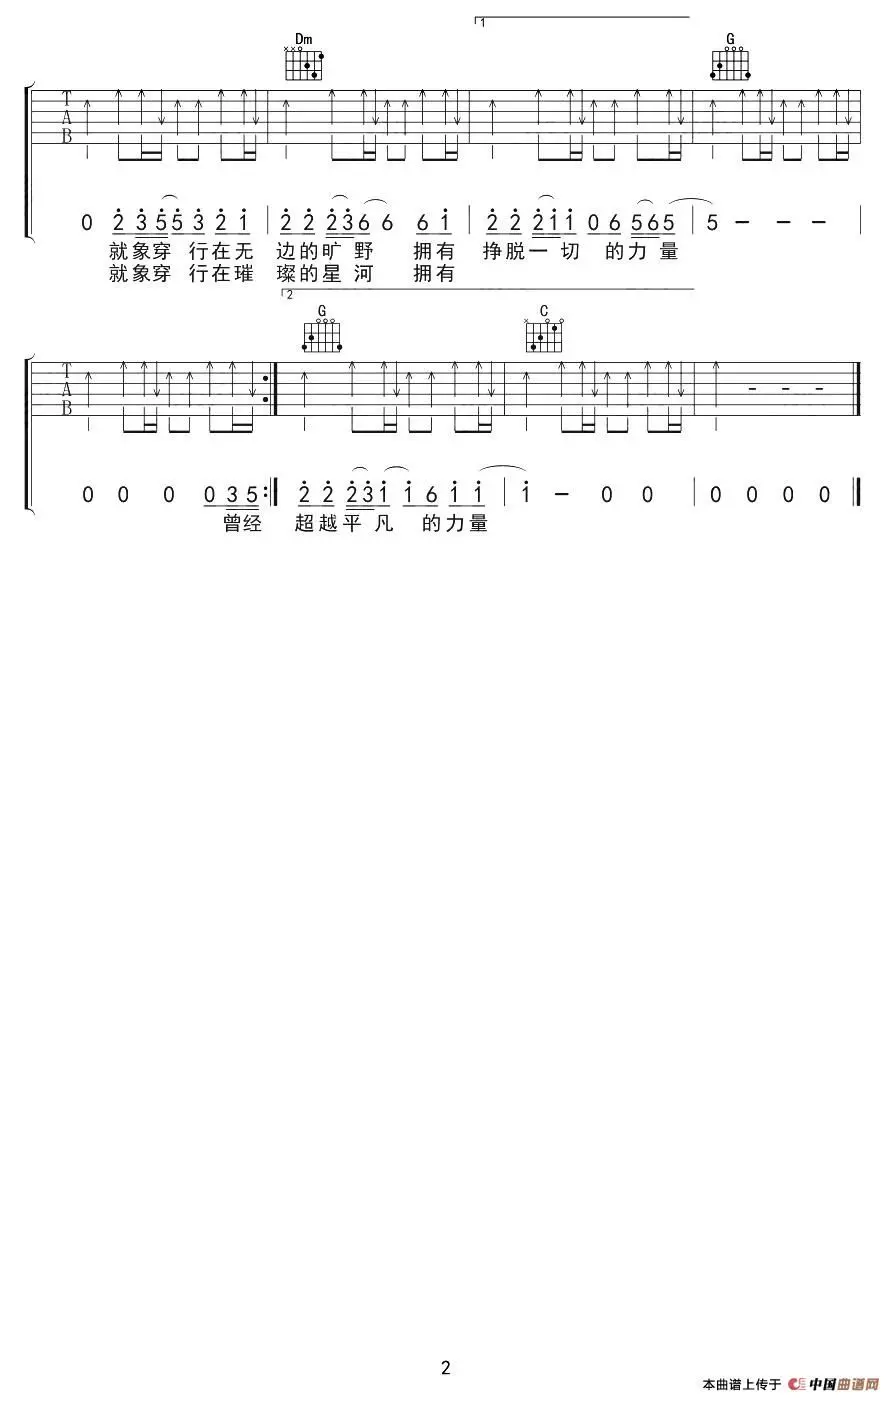 1
Dm G
T
A
B
0 2 3 5 5 3 2 1 2 2 2 3 6 6 6 1 2 2 2 1 1 0 6 5 6 5 5 — — —
就象穿 行在无 边的旷 野 拥有 挣脱一 切 的力 量
就象穿 行在璀 璨的星 河 拥有
2
G C
T
A
B
- - -
0 0 0 0 3 5 : 2 2 2 3 1 1 6 1 1 1 — 0 0 0 0 0 0
曾经 超越平 凡 的力量
2
本曲谱上传于 中国曲谱网